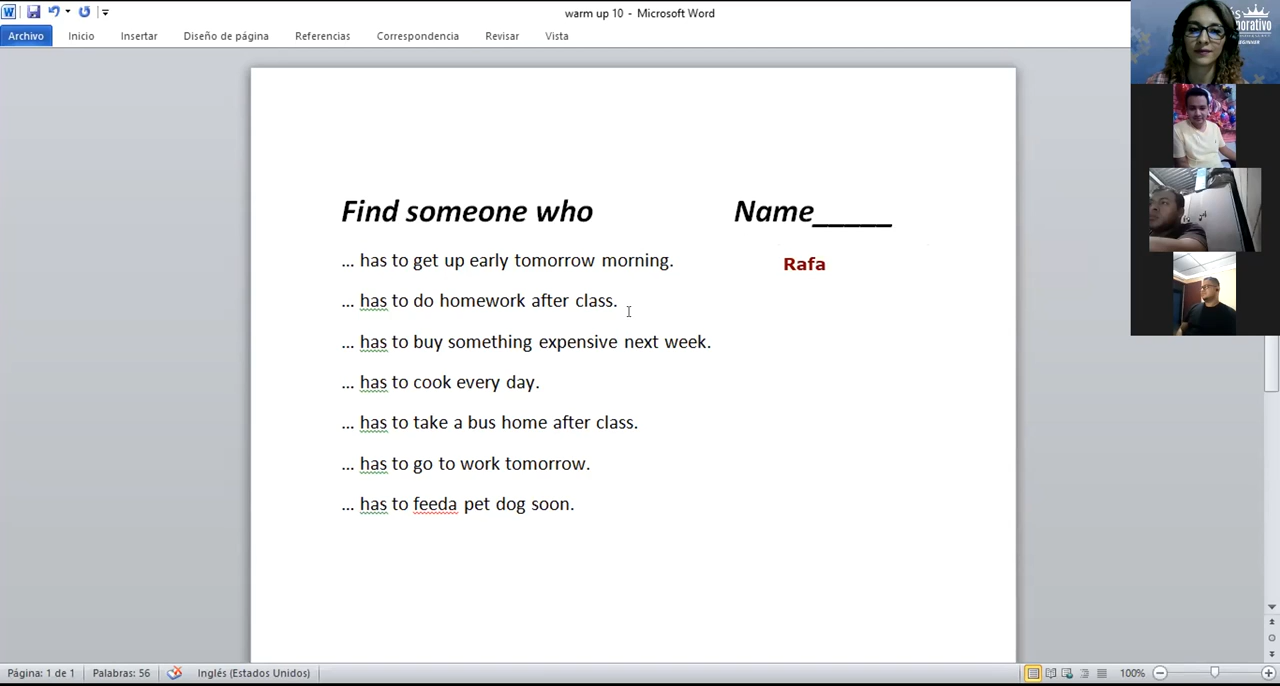 warm up 10 - Microsoft Word
Archivo Inicio Insertar Diseño de página Referencias Correspondencia Revisar Vista
Find someone who Name_____
... has to get up early tomorrow morning. Rafa
... has to do homework after class.
... has to buy something expensive next week.
... has to cook every day.
... has to take a bus home after class.
... has to go to work tomorrow.
... has to feeda pet dog soon.
Página: 1 de 1 Palabras: 56 Inglés (Estados Unidos) 100%